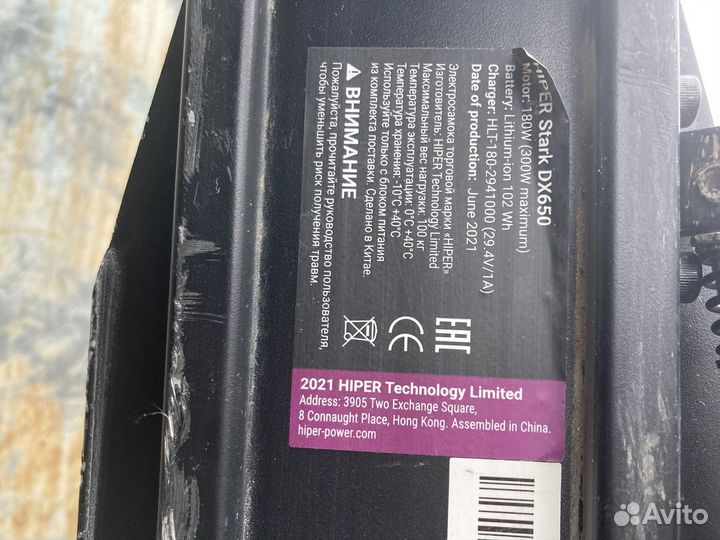 HIPER Stark DX650
Motor: 180W (300W maximum)
Battery: Lithium-ion 102 Wh
Charger: HLT-180-2941000 (29.4V/1A)
Date of production: June 2021
Электросамока торговой марки «HIPER»
Изготовитель: HIPER Technology Limited
Максимальный вес нагрузки: 100 кг
Температура эксплуатации: 0°C +40°C
Температура хранения: -10°C +40°C
Используйте только с блоком питания
из комплекта поставки. Сделано в Китае.
ВНИМАНИЕ
Пожалуйста, прочитайте руководство пользователя,
чтобы уменьшить риск получения травм.
CE
EAC
2021 HIPER Technology Limited
Address: 3905 Two Exchange Square,
8 Connaught Place, Hong Kong. Assembled in China.
hiper-power.com
Avito